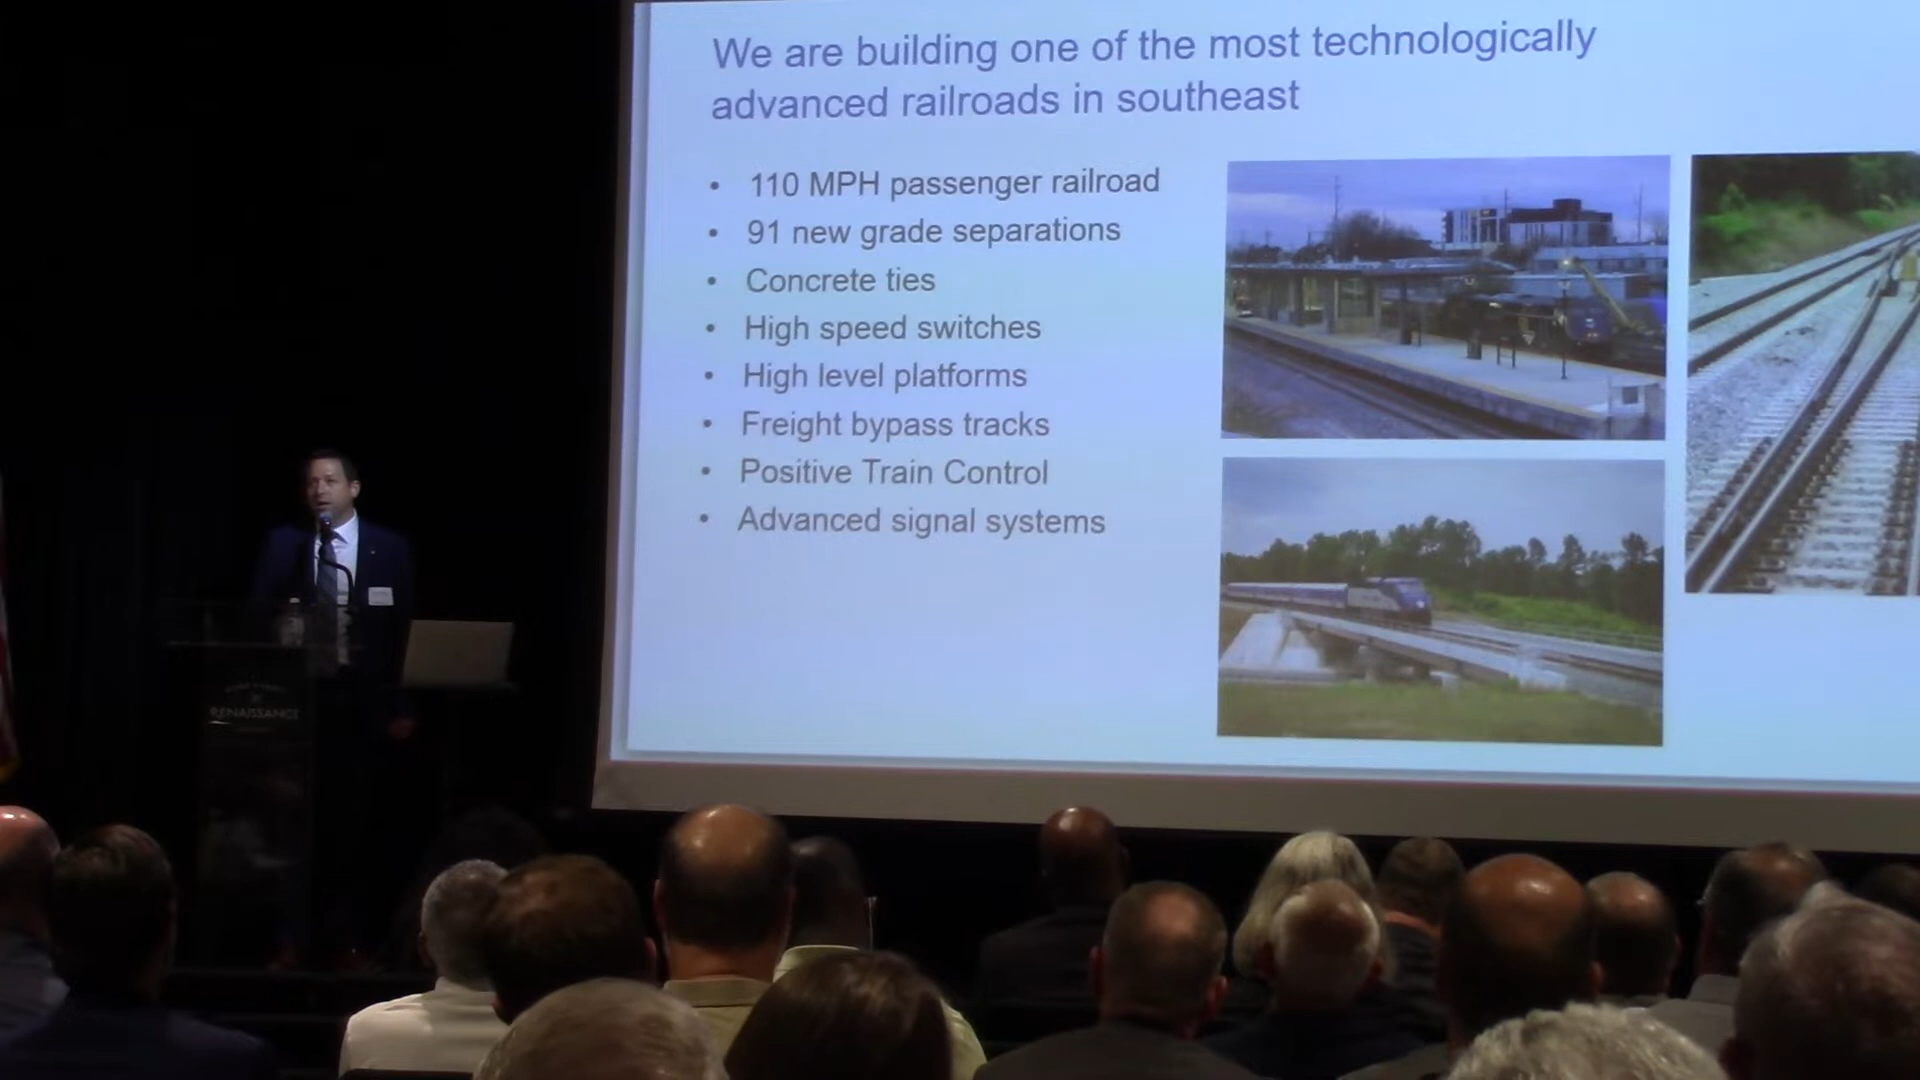 We are building one of the most technologically
advanced railroads in southeast
• 110 MPH passenger railroad
• 91 new grade separations
• Concrete ties
• High speed switches
• High level platforms
• Freight bypass tracks
• Positive Train Control
• Advanced signal systems
RENAISSANCE